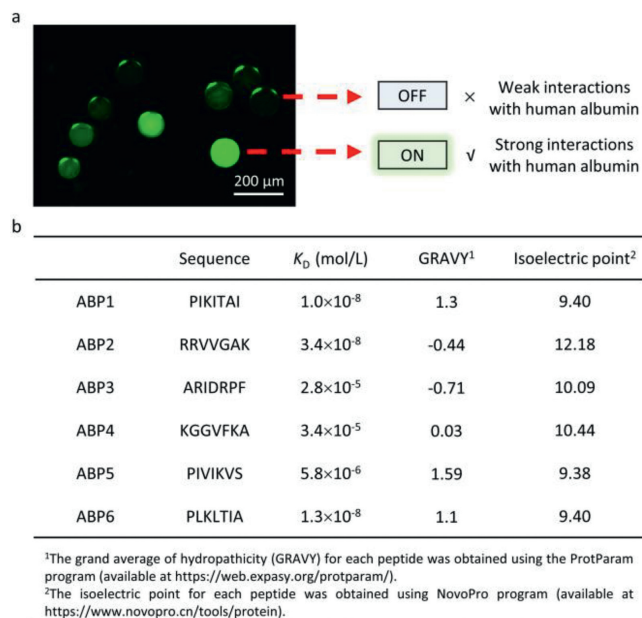 a
OFF × Weak interactions
with human albumin
ON √ Strong interactions
with human albumin
200 μm
b
Sequence K_D (mol/L) GRAVY¹ Isoelectric point²
ABP1 PIKITAI 1.0×10⁻⁸ 1.3 9.40
ABP2 RRVVGAK 3.4×10⁻⁸ -0.44 12.18
ABP3 ARIDRPF 2.8×10⁻⁵ -0.71 10.09
ABP4 KGGVFKA 3.4×10⁻⁵ 0.03 10.44
ABP5 PIVIKVS 5.8×10⁻⁶ 1.59 9.38
ABP6 PLKLTIA 1.3×10⁻⁸ 1.1 9.40
¹The grand average of hydropathicity (GRAVY) for each peptide was obtained using the ProtParam
program (available at https://web.expasy.org/protparam/).
²The isoelectric point for each peptide was obtained using NovoPro program (available at
https://www.novopro.cn/tools/protein).